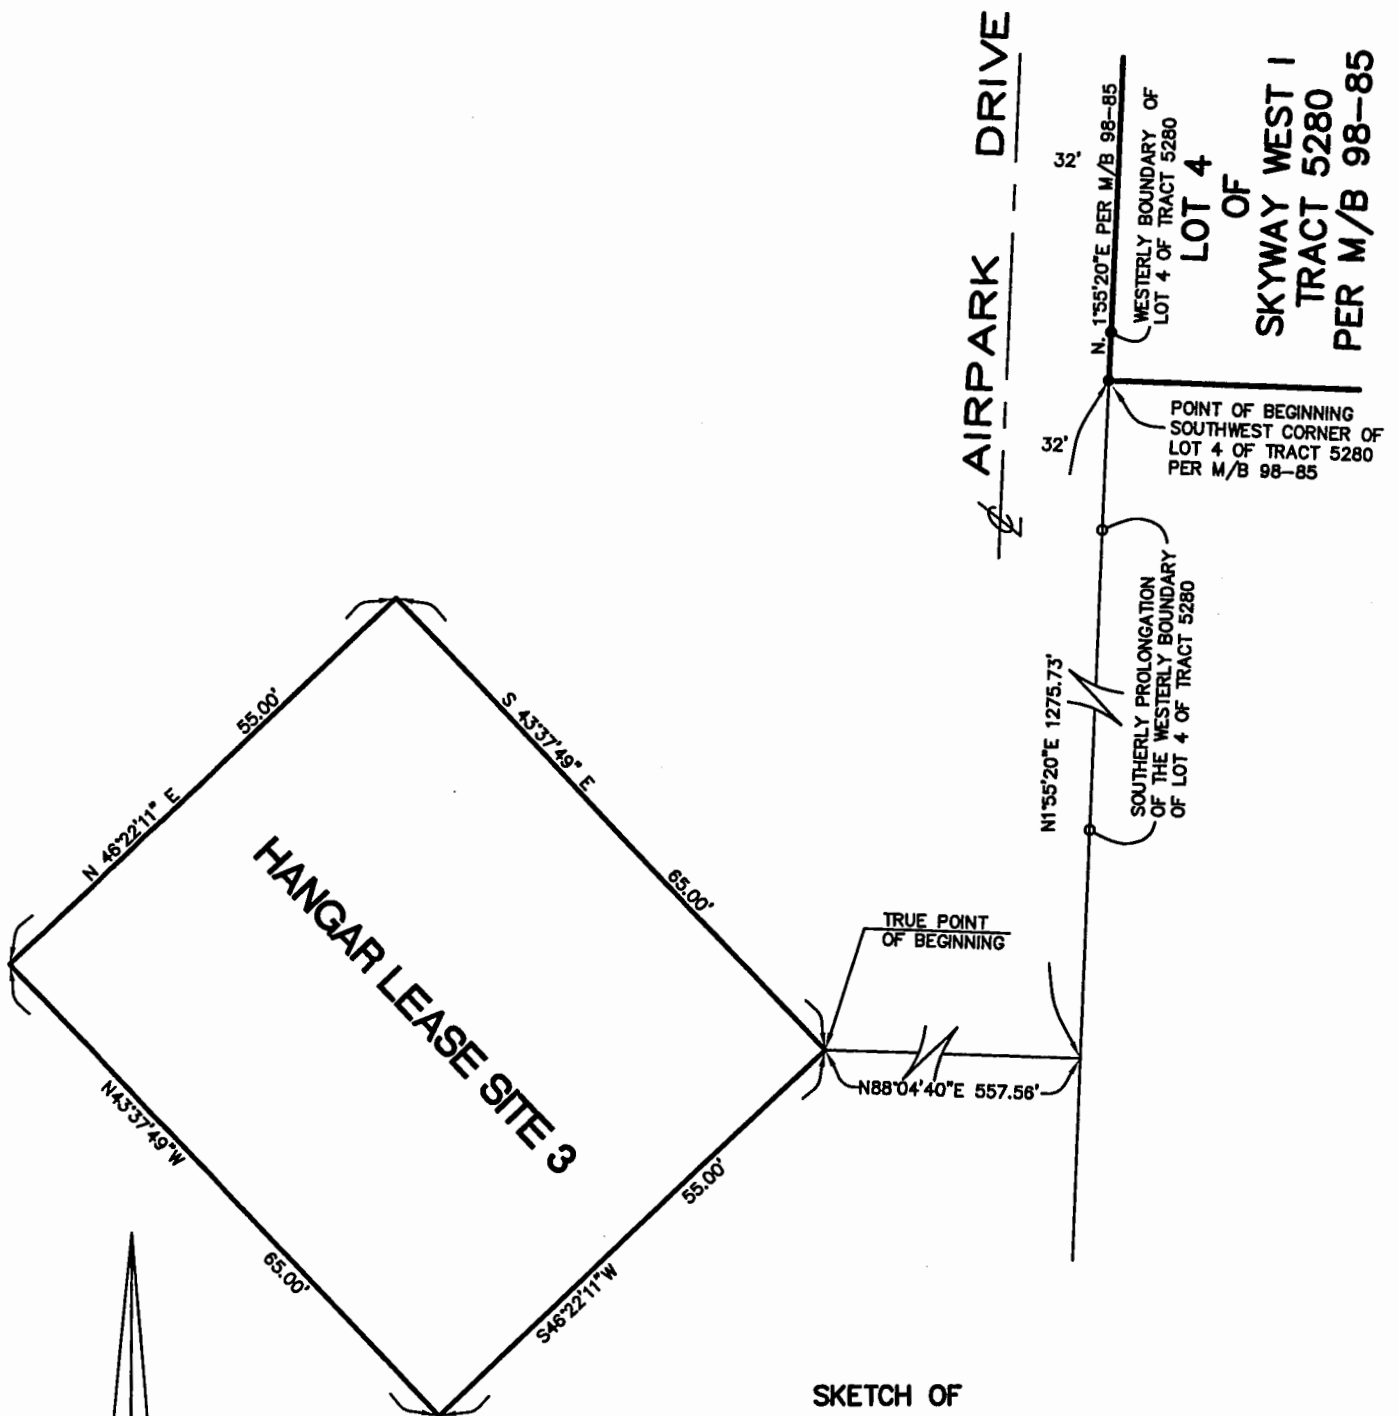 AIRPARK DRIVE
32'
32'
N. 1°55'20"E PER M/B 98-85
WESTERLY BOUNDARY OF
LOT 4 OF TRACT 5280
LOT 4
OF
SKYWAY WEST I
TRACT 5280
PER M/B 98-85
POINT OF BEGINNING
SOUTHWEST CORNER OF
LOT 4 OF TRACT 5280
PER M/B 98-85
SOUTHERLY PROLONGATION
OF THE WESTERLY BOUNDARY
OF LOT 4 OF TRACT 5280
N1°55'20"E 1275.73'
N 46°22'11" E
55.00'
S 43°37'49" E
65.00'
HANGAR LEASE SITE 3
TRUE POINT
OF BEGINNING
N88°04'40"E 557.56'
N43°37'49"W
65.00'
S46°22'11"W
55.00'
SKETCH OF